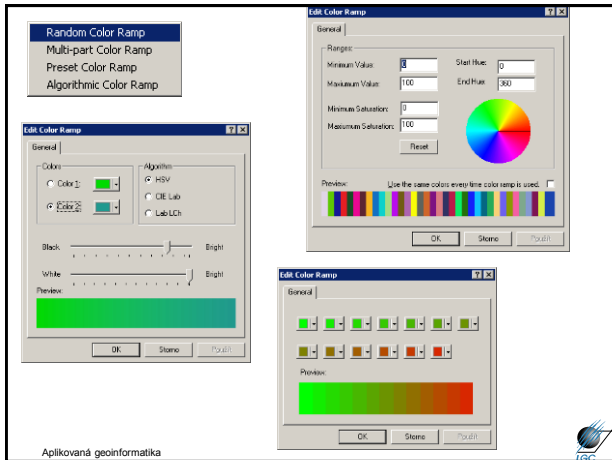 Random Color Ramp
Multi-part Color Ramp
Preset Color Ramp
Algorithmic Color Ramp
Edit Color Ramp
General
Ranges:
Minimum Value: 0
Start Hue: 0
Maxiumum Value: 100
End Hue: 360
Minimum Saturation: 0
Maxiumum Saturation: 100
Reset
Preview:
Use the same colors every time color ramp is used.
OK Storno Použít
Edit Color Ramp
General
Colors
Algorithm
Color 1:
HSV
Color 2:
CIE Lab
Lab LCh
Black Bright
White Bright
Preview:
OK Storno Použít
Edit Color Ramp
General
Preview:
OK Storno Použít
Aplikovaná geoinformatika
LGC